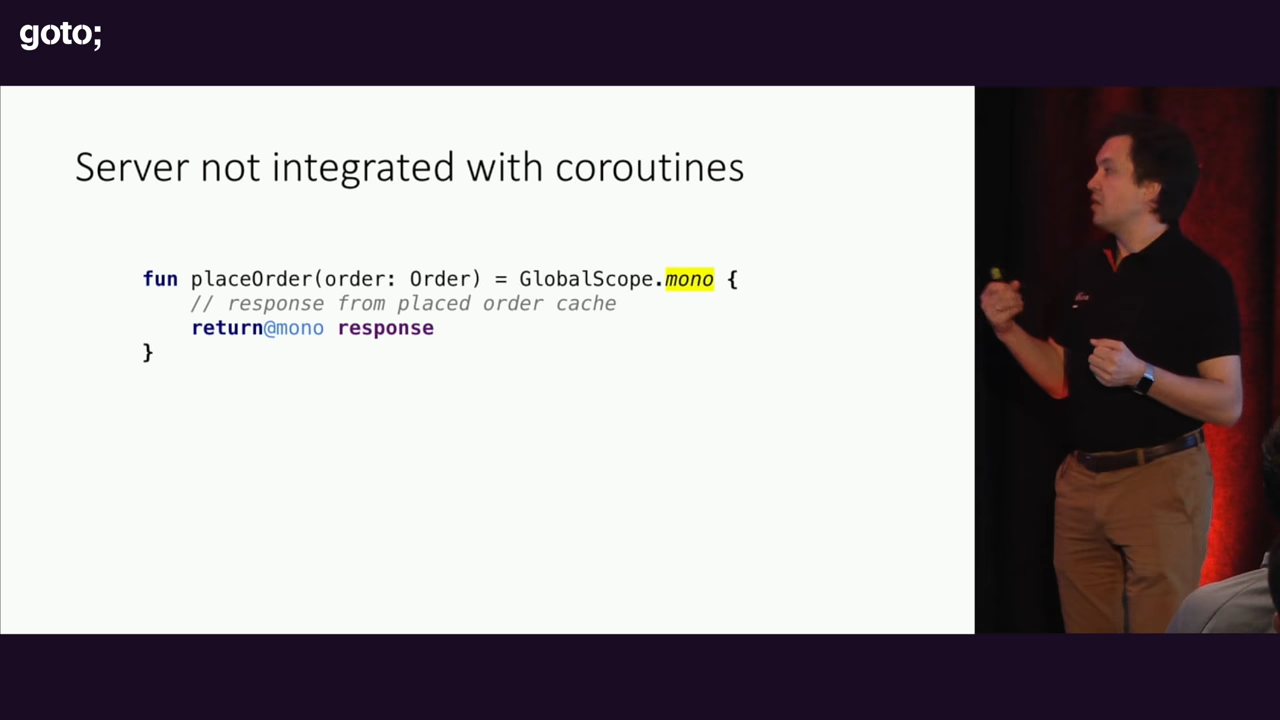 goto;
Server not integrated with coroutines
fun placeOrder(order: Order) = GlobalScope.mono {
// response from placed order cache
return@mono response
}